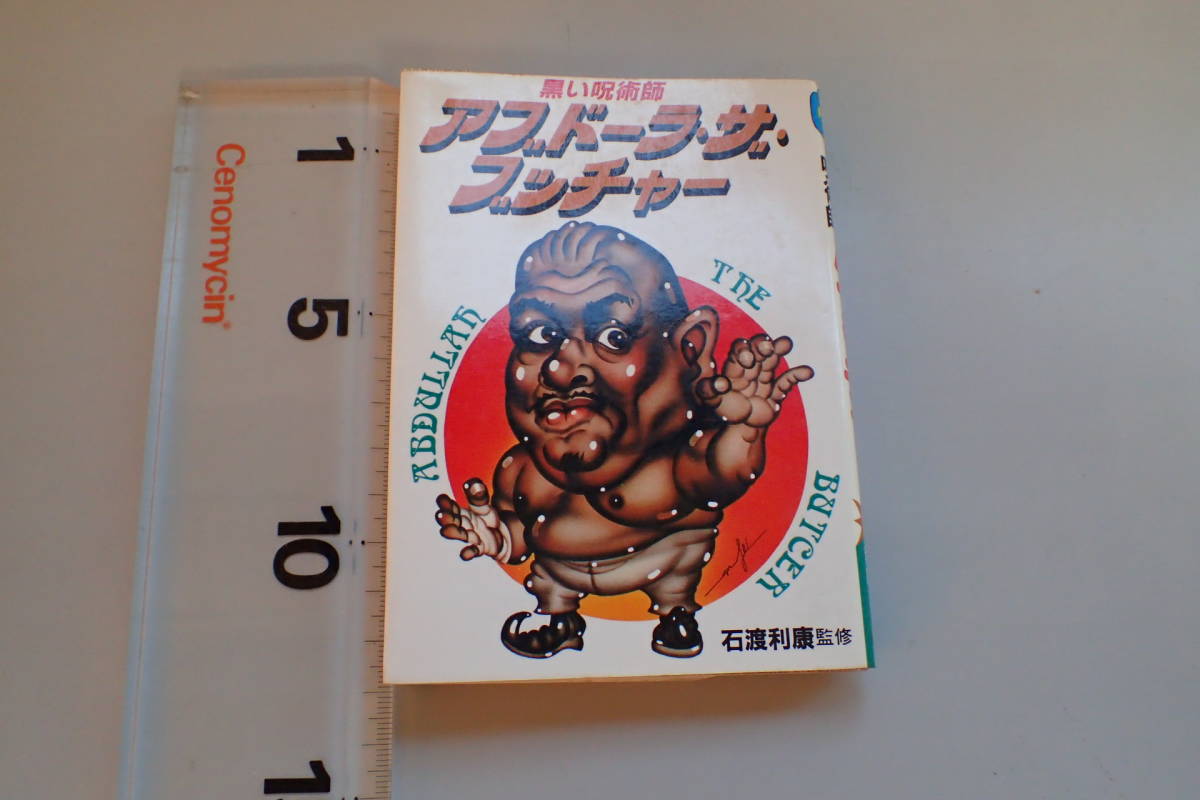 黒い呪術師
アブドーラ・ザ・
ブッチャー
ABDULLAH
THE
BUTCER
石渡利康監修
Cenomycin®
1
5
10